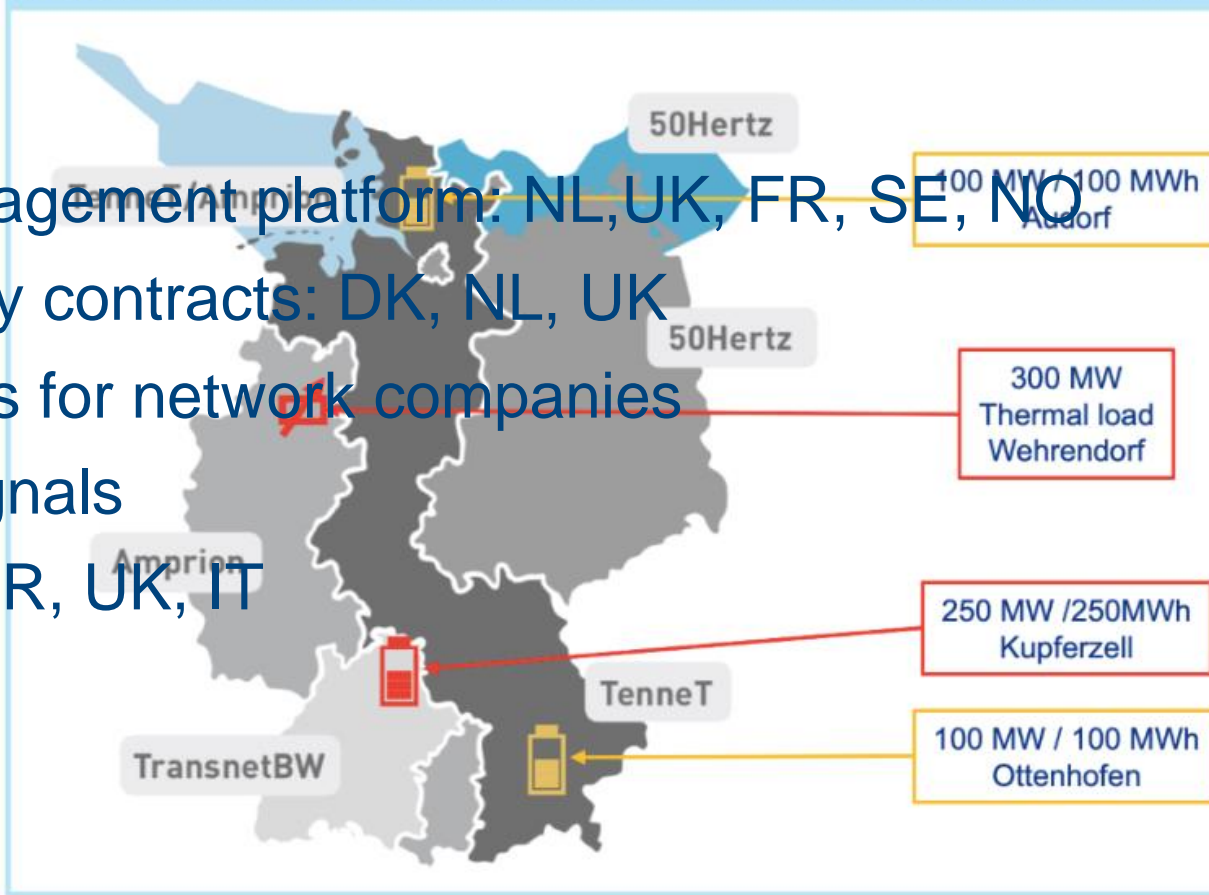 50Hertz
agement platform: NL,UK, FR, SE, NO
TenneT/Amprion
100 MW / 100 MWh
Audorf
y contracts: DK, NL, UK
50Hertz
s for network companies
300 MW
Thermal load
Wehrendorf
gnals
Amprion
R, UK, IT
250 MW /250MWh
Kupferzell
TenneT
TransnetBW
100 MW / 100 MWh
Ottenhofen